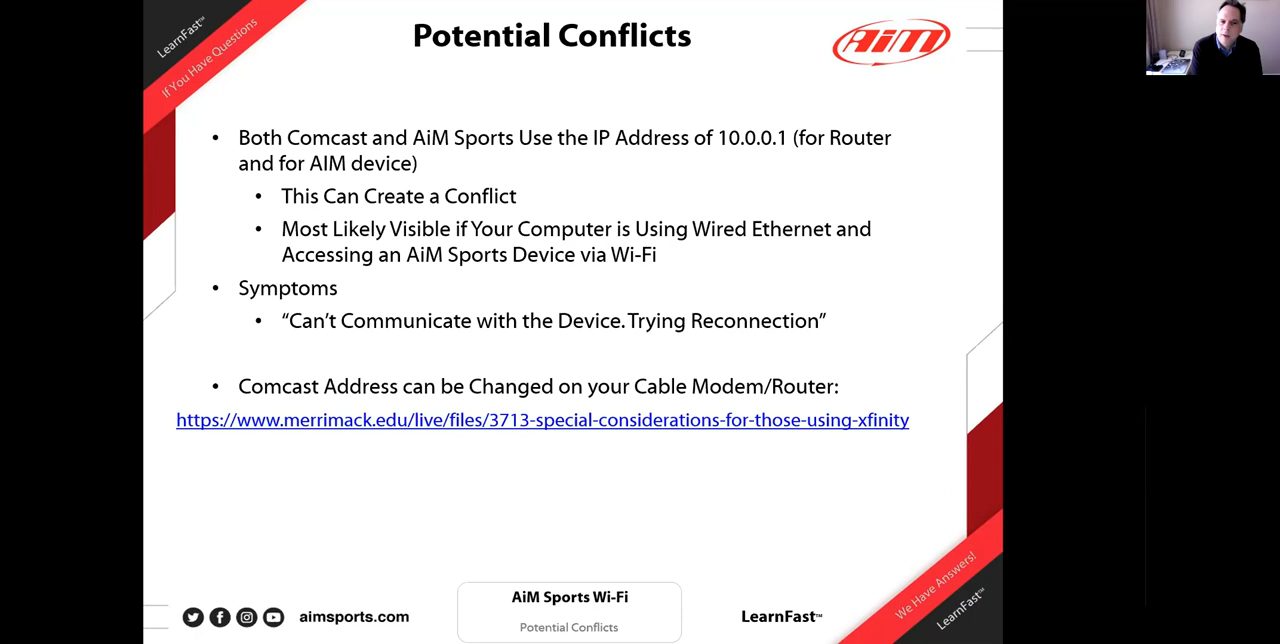 LearnFast™
If You Have Questions
Potential Conflicts
AiM
• Both Comcast and AiM Sports Use the IP Address of 10.0.0.1 (for Router
and for AIM device)
• This Can Create a Conflict
• Most Likely Visible if Your Computer is Using Wired Ethernet and
Accessing an AiM Sports Device via Wi-Fi
• Symptoms
• “Can’t Communicate with the Device. Trying Reconnection”
• Comcast Address can be Changed on your Cable Modem/Router:
https://www.merrimack.edu/live/files/3713-special-considerations-for-those-using-xfinity
aimsports.com
AiM Sports Wi-Fi
Potential Conflicts
LearnFast™
We Have Answers!
LearnFast™